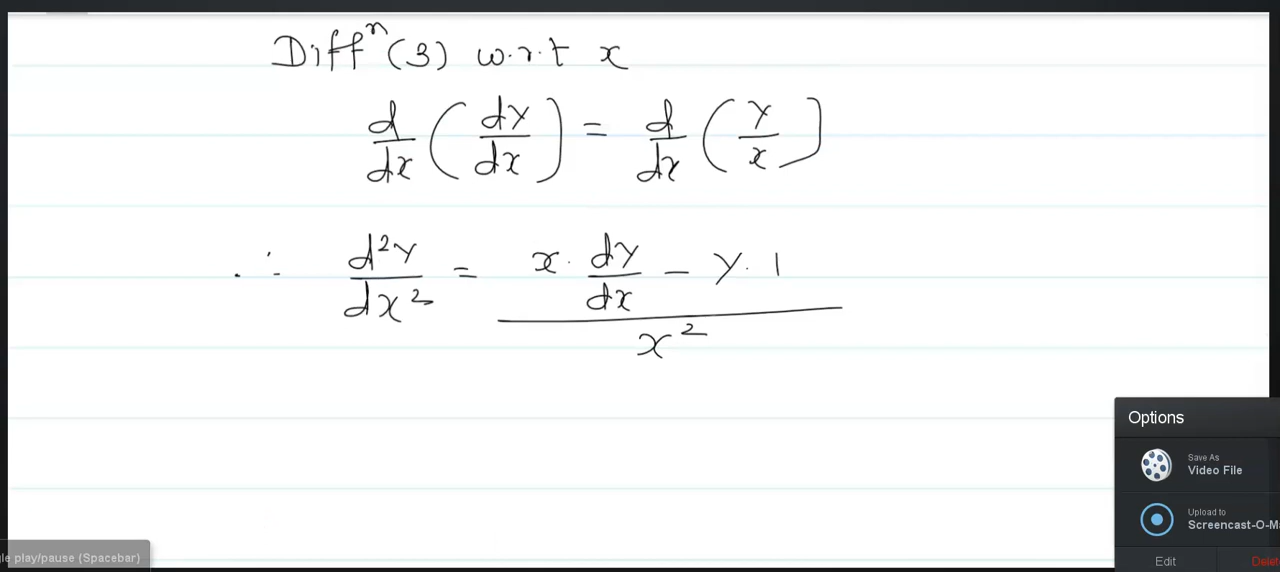 Diffⁿ (3) w.r.t x
d/dx (dy/dx) = d/dx (y/x)
∴ d²y/dx² = (x · dy/dx − y · 1)/x²
Options
Save As
Video File
Upload to
Screencast-O-Ma
Edit
Delet
le play/pause (Spacebar)